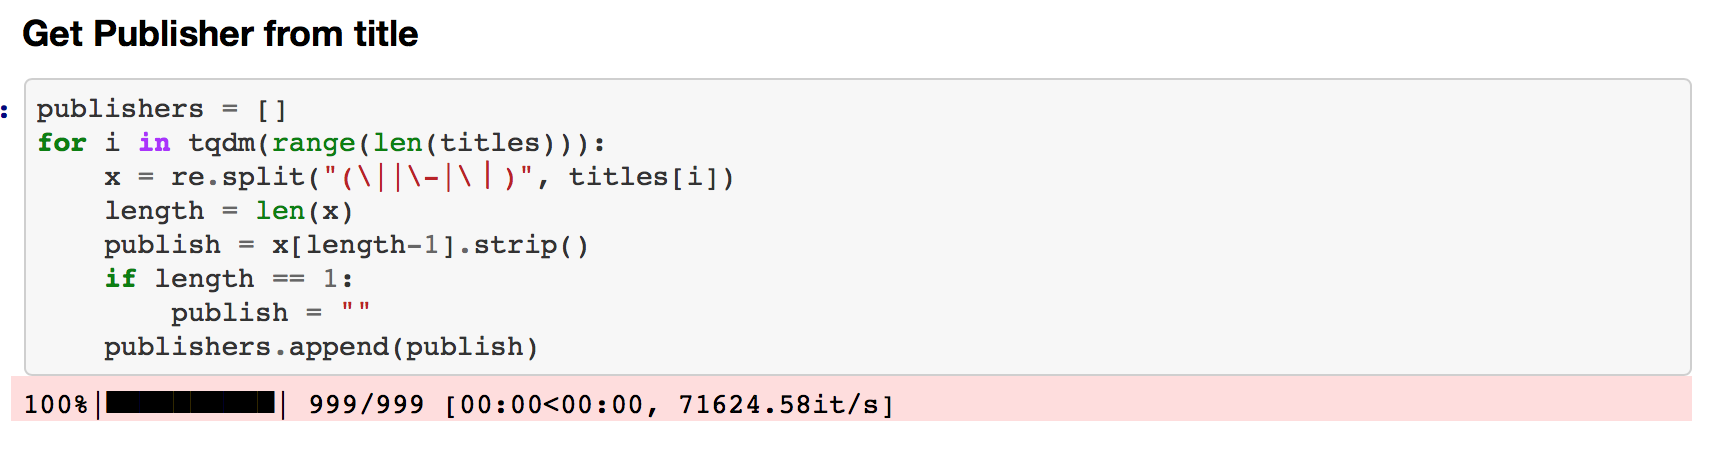 Get Publisher from title
:
publishers = []
for i in tqdm(range(len(titles))):
    x = re.split("(\||\-|\｜)", titles[i])
    length = len(x)
    publish = x[length-1].strip()
    if length == 1:
        publish = ""
    publishers.append(publish)
100%|██████████| 999/999 [00:00<00:00, 71624.58it/s]